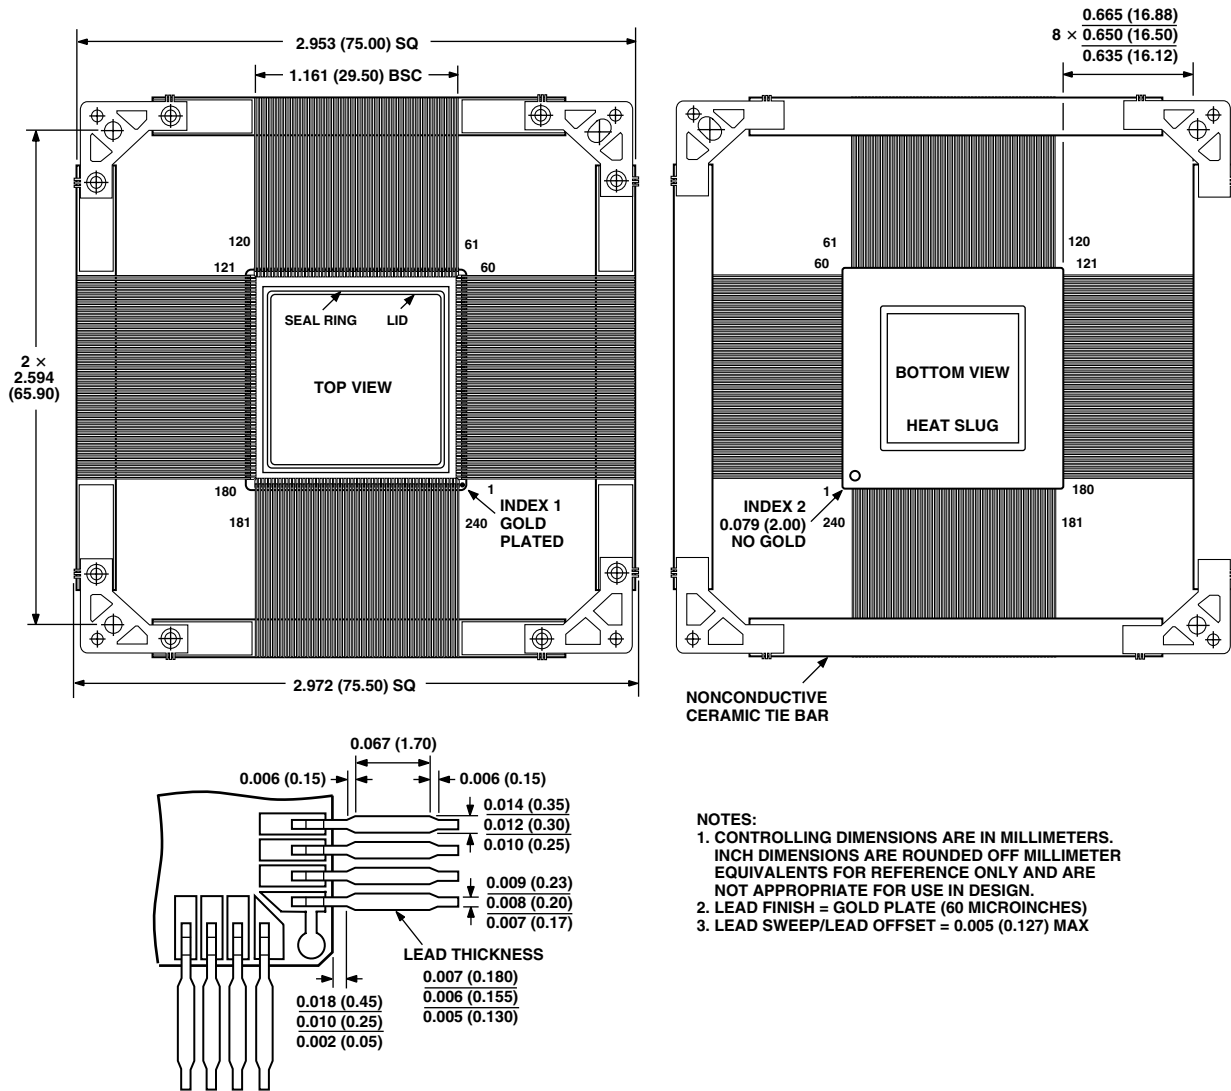 2.953 (75.00) SQ
1.161 (29.50) BSC
2 ×
2.594
(65.90)
120
61
121
60
SEAL RING
LID
TOP VIEW
180
1
181
240
INDEX 1
GOLD
PLATED
2.972 (75.50) SQ
0.665 (16.88)
8 × 0.650 (16.50)
0.635 (16.12)
61
120
60
121
BOTTOM VIEW
HEAT SLUG
1
180
INDEX 2
0.079 (2.00)
NO GOLD
240
181
NONCONDUCTIVE
CERAMIC TIE BAR
0.067 (1.70)
0.006 (0.15)
0.006 (0.15)
0.014 (0.35)
0.012 (0.30)
0.010 (0.25)
0.009 (0.23)
0.008 (0.20)
0.007 (0.17)
LEAD THICKNESS
0.007 (0.180)
0.006 (0.155)
0.005 (0.130)
0.018 (0.45)
0.010 (0.25)
0.002 (0.05)
NOTES:
1. CONTROLLING DIMENSIONS ARE IN MILLIMETERS.
INCH DIMENSIONS ARE ROUNDED OFF MILLIMETER
EQUIVALENTS FOR REFERENCE ONLY AND ARE
NOT APPROPRIATE FOR USE IN DESIGN.
2. LEAD FINISH = GOLD PLATE (60 MICROINCHES)
3. LEAD SWEEP/LEAD OFFSET = 0.005 (0.127) MAX